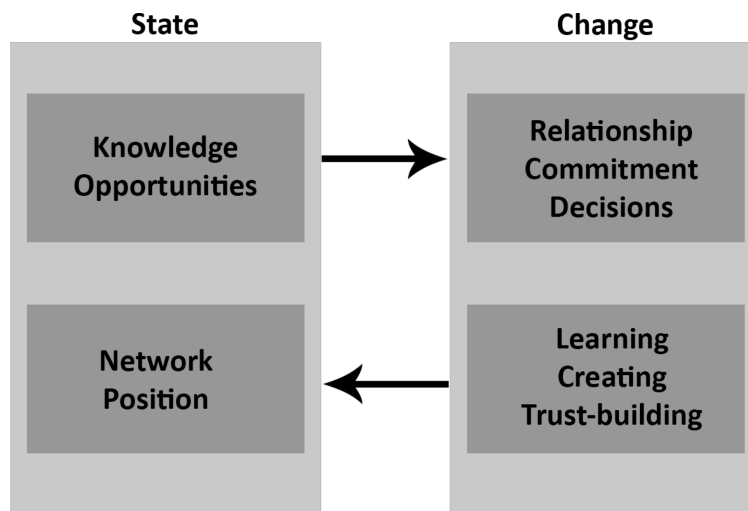 State
Change
Knowledge
Opportunities
Relationship
Commitment
Decisions
Network
Position
Learning
Creating
Trust-building